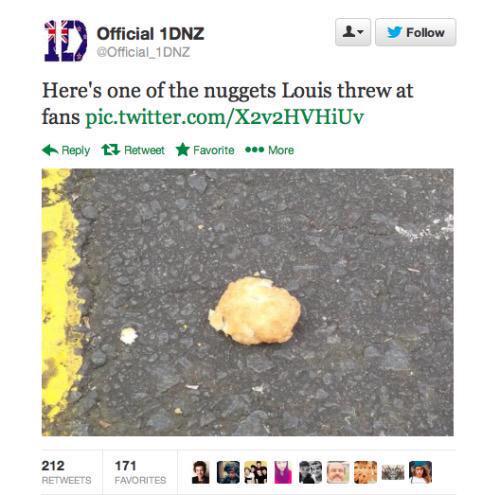 1D
Official 1DNZ
@Official_1DNZ
Follow
Here's one of the nuggets Louis threw at
fans pic.twitter.com/X2v2HVHiUv
Reply Retweet Favorite More
212 171
RETWEETS FAVORITES